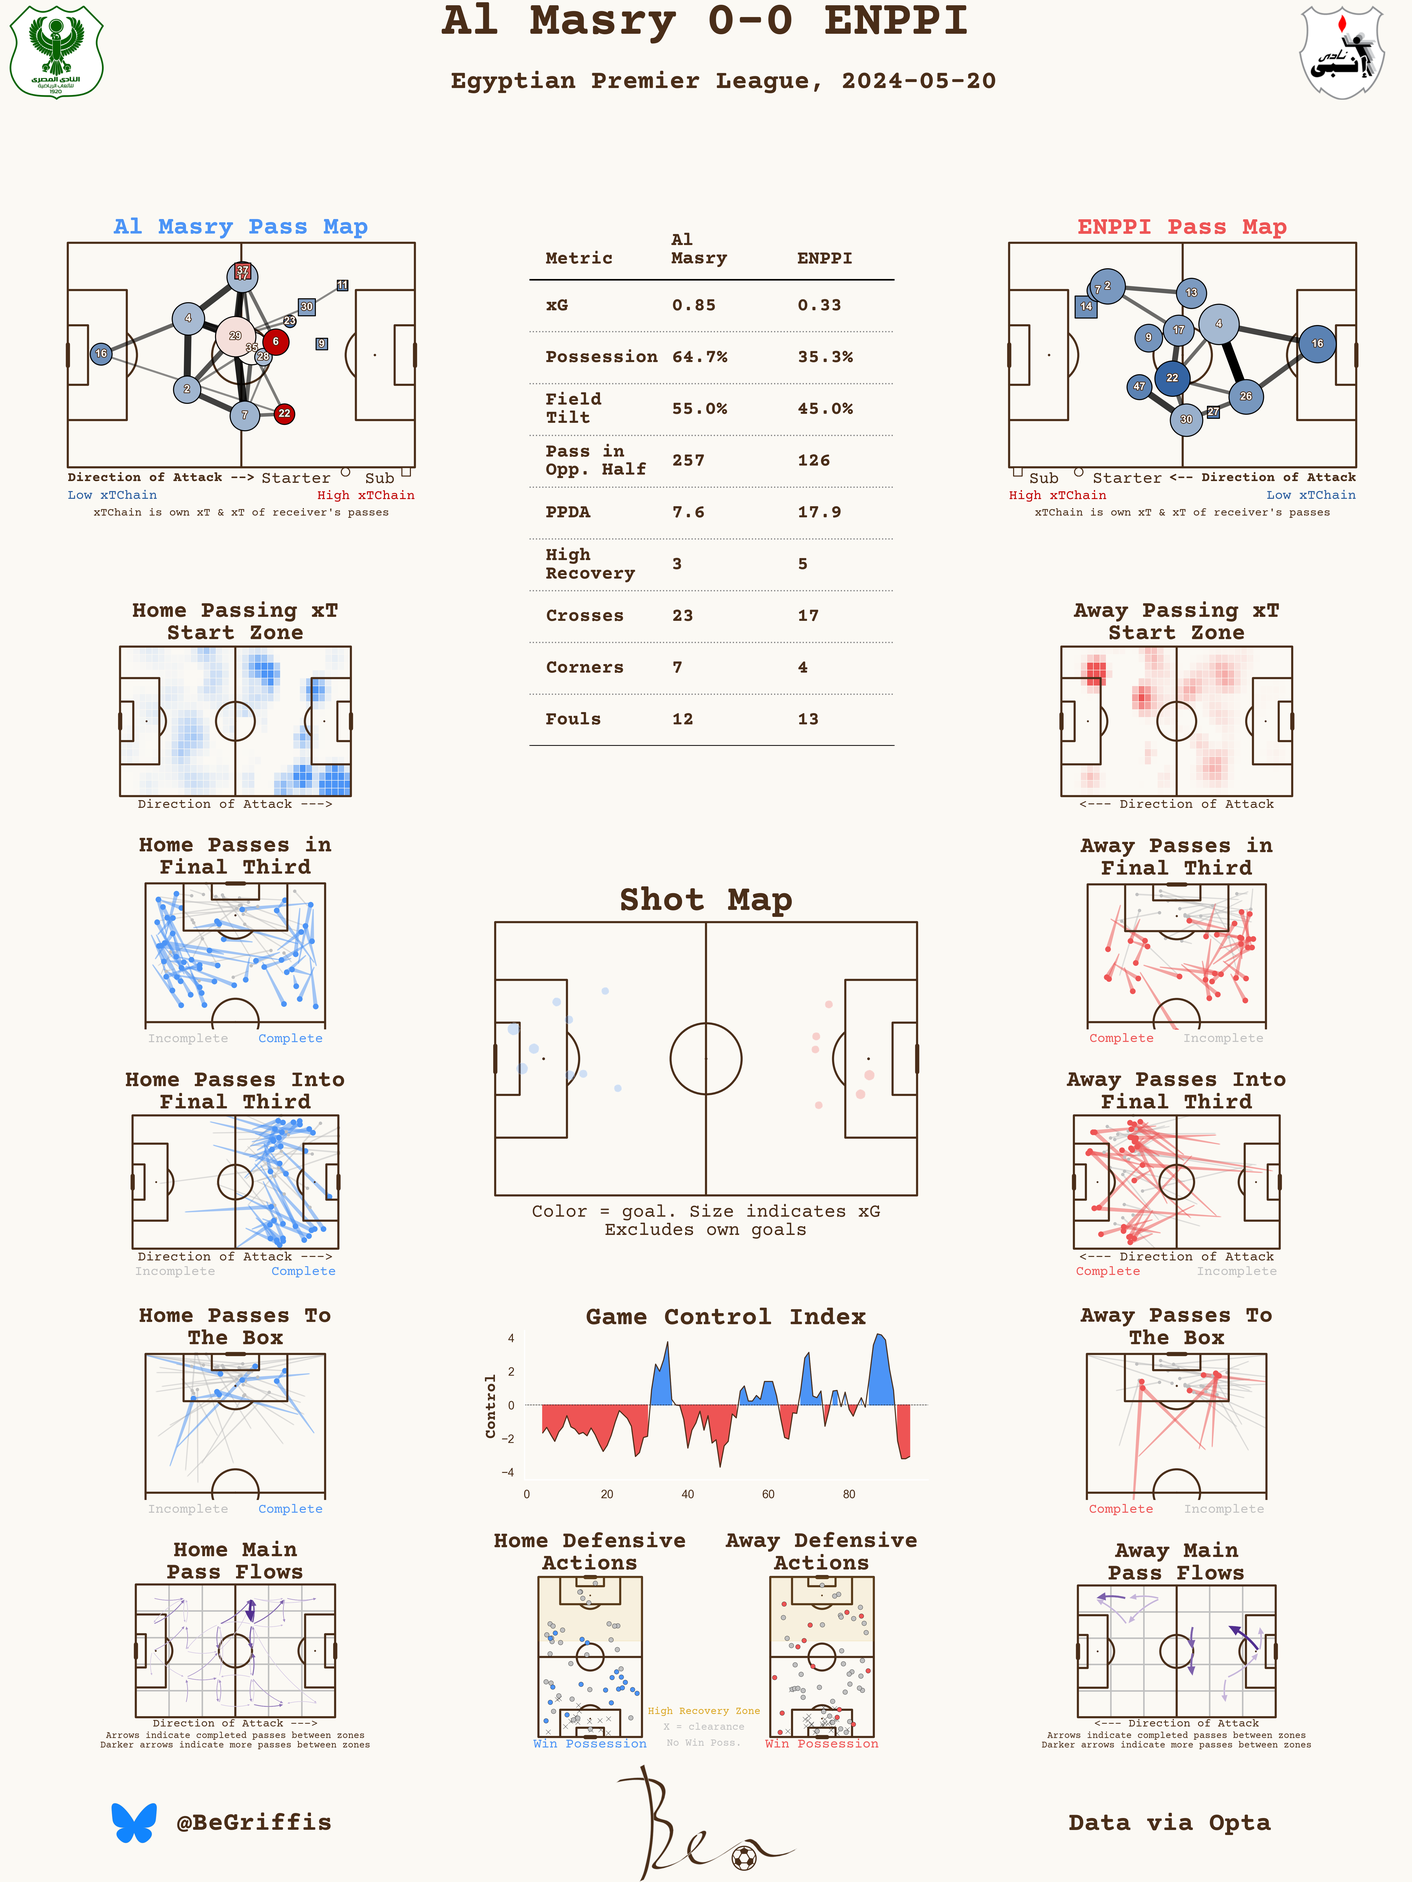 Al Masry 0-0 ENPPI
Egyptian Premier League, 2024-05-20
النادي المصري
للألعاب الرياضية
1920
نادى
إنبى
Al Masry Pass Map
37
11
4
30
23
29
6
35
28
9
16
2
7
22
Direction of Attack --> Starter Sub
Low xTChain High xTChain
xTChain is own xT & xT of receiver's passes
Metric Al Masry ENPPI
xG 0.85 0.33
Possession 64.7% 35.3%
Field Tilt 55.0% 45.0%
Pass in Opp. Half 257 126
PPDA 7.6 17.9
High Recovery 3 5
Crosses 23 17
Corners 7 4
Fouls 12 13
ENPPI Pass Map
7 2
13
14
4
17
9
16
22
47
26
27
30
Sub Starter <-- Direction of Attack
High xTChain Low xTChain
xTChain is own xT & xT of receiver's passes
Home Passing xT
Start Zone
Direction of Attack --->
Away Passing xT
Start Zone
<--- Direction of Attack
Home Passes in
Final Third
Incomplete Complete
Away Passes in
Final Third
Complete Incomplete
Shot Map
Color = goal. Size indicates xG
Excludes own goals
Home Passes Into
Final Third
Direction of Attack --->
Incomplete Complete
Away Passes Into
Final Third
<--- Direction of Attack
Complete Incomplete
Home Passes To
The Box
Incomplete Complete
Game Control Index
Control
4
2
0
−2
−4
0 20 40 60 80
Away Passes To
The Box
Complete Incomplete
Home Main
Pass Flows
Direction of Attack --->
Arrows indicate completed passes between zones
Darker arrows indicate more passes between zones
Home Defensive
Actions
Win Possession
High Recovery Zone
X = clearance
No Win Poss.
Away Defensive
Actions
Win Possession
Away Main
Pass Flows
<--- Direction of Attack
Arrows indicate completed passes between zones
Darker arrows indicate more passes between zones
@BeGriffis
Ben
Data via Opta